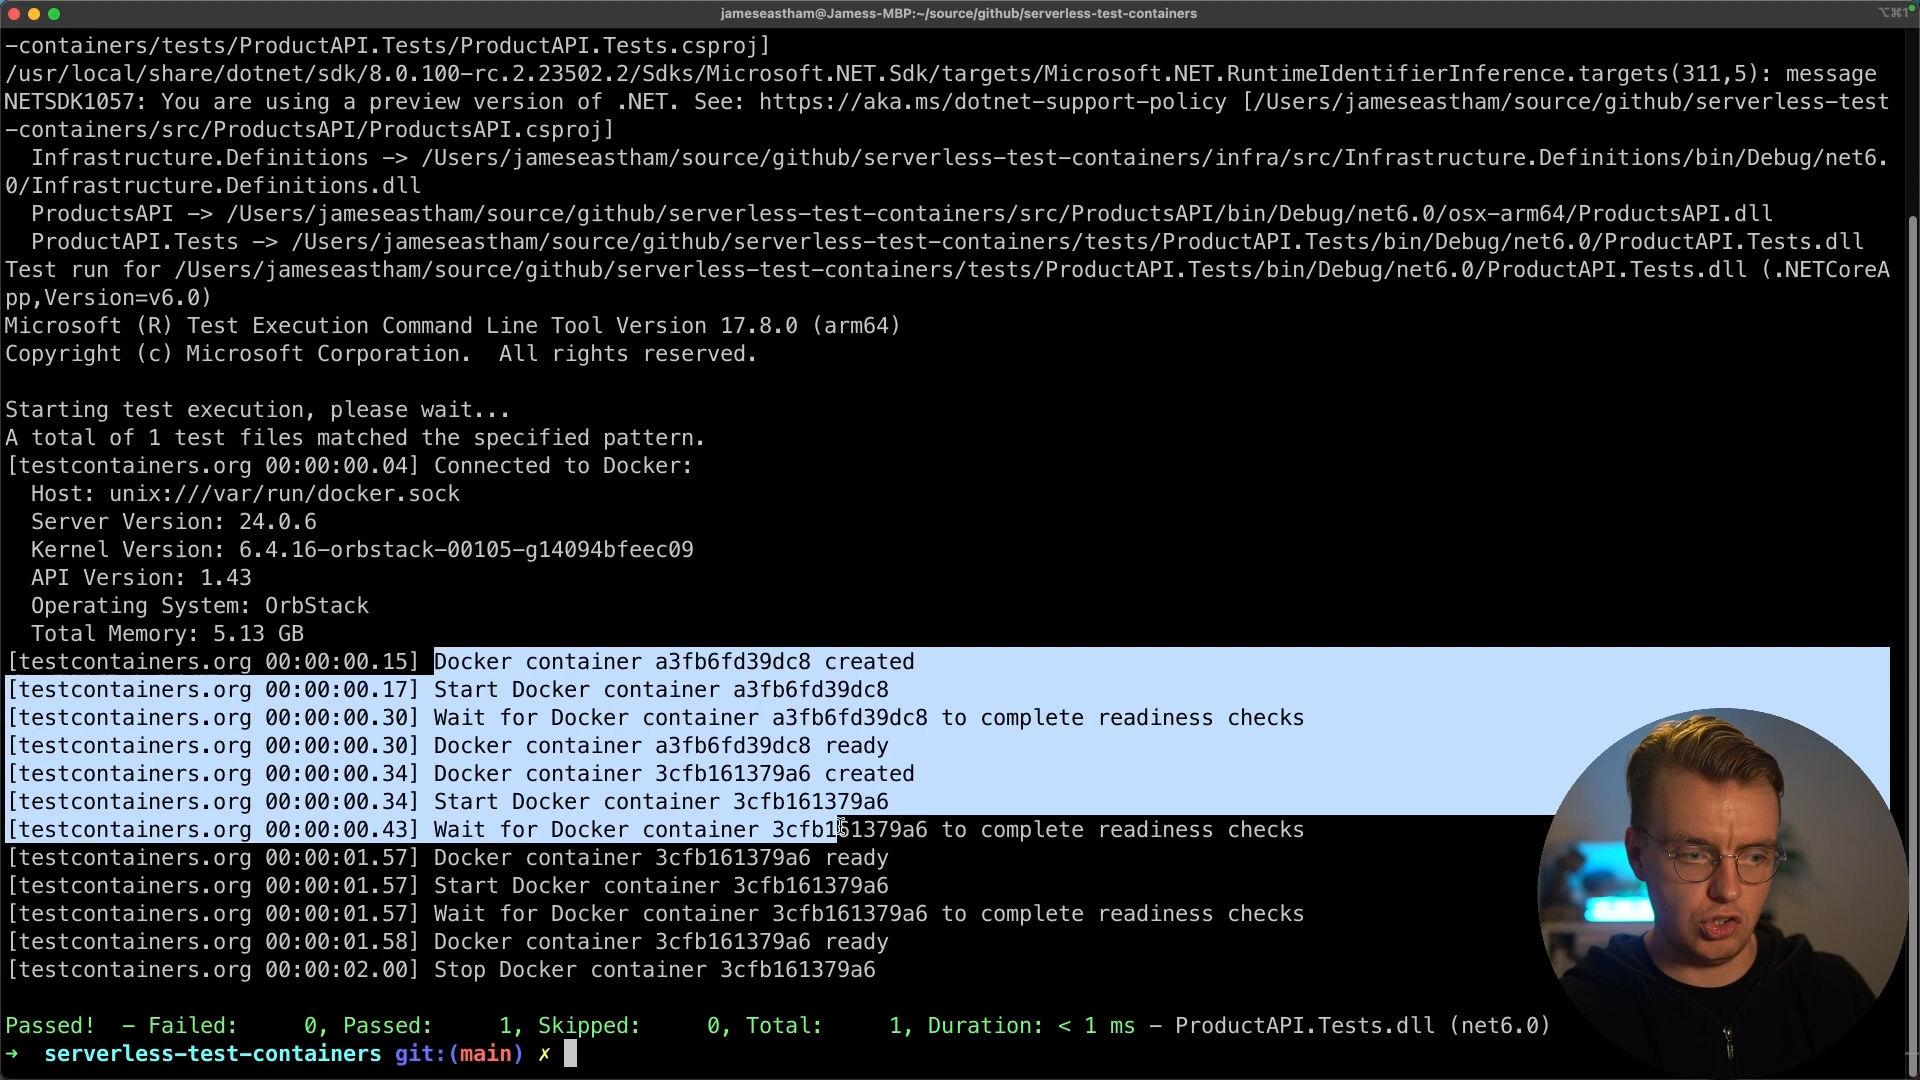 jameseastham@Jamess-MBP:~/source/github/serverless-test-containers
⌥⌘1
-containers/tests/ProductAPI.Tests/ProductAPI.Tests.csproj]
/usr/local/share/dotnet/sdk/8.0.100-rc.2.23502.2/Sdks/Microsoft.NET.Sdk/targets/Microsoft.NET.RuntimeIdentifierInference.targets(311,5): message
NETSDK1057: You are using a preview version of .NET. See: https://aka.ms/dotnet-support-policy [/Users/jameseastham/source/github/serverless-test
-containers/src/ProductsAPI/ProductsAPI.csproj]
  Infrastructure.Definitions -> /Users/jameseastham/source/github/serverless-test-containers/infra/src/Infrastructure.Definitions/bin/Debug/net6.
0/Infrastructure.Definitions.dll
  ProductsAPI -> /Users/jameseastham/source/github/serverless-test-containers/src/ProductsAPI/bin/Debug/net6.0/osx-arm64/ProductsAPI.dll
  ProductAPI.Tests -> /Users/jameseastham/source/github/serverless-test-containers/tests/ProductAPI.Tests/bin/Debug/net6.0/ProductAPI.Tests.dll
Test run for /Users/jameseastham/source/github/serverless-test-containers/tests/ProductAPI.Tests/bin/Debug/net6.0/ProductAPI.Tests.dll (.NETCoreA
pp,Version=v6.0)
Microsoft (R) Test Execution Command Line Tool Version 17.8.0 (arm64)
Copyright (c) Microsoft Corporation.  All rights reserved.
Starting test execution, please wait...
A total of 1 test files matched the specified pattern.
[testcontainers.org 00:00:00.04] Connected to Docker:
  Host: unix:///var/run/docker.sock
  Server Version: 24.0.6
  Kernel Version: 6.4.16-orbstack-00105-g14094bfeec09
  API Version: 1.43
  Operating System: OrbStack
  Total Memory: 5.13 GB
[testcontainers.org 00:00:00.15] Docker container a3fb6fd39dc8 created
[testcontainers.org 00:00:00.17] Start Docker container a3fb6fd39dc8
[testcontainers.org 00:00:00.30] Wait for Docker container a3fb6fd39dc8 to complete readiness checks
[testcontainers.org 00:00:00.30] Docker container a3fb6fd39dc8 ready
[testcontainers.org 00:00:00.34] Docker container 3cfb161379a6 created
[testcontainers.org 00:00:00.34] Start Docker container 3cfb161379a6
[testcontainers.org 00:00:00.43] Wait for Docker container 3cfb161379a6 to complete readiness checks
[testcontainers.org 00:00:01.57] Docker container 3cfb161379a6 ready
[testcontainers.org 00:00:01.57] Start Docker container 3cfb161379a6
[testcontainers.org 00:00:01.57] Wait for Docker container 3cfb161379a6 to complete readiness checks
[testcontainers.org 00:00:01.58] Docker container 3cfb161379a6 ready
[testcontainers.org 00:00:02.00] Stop Docker container 3cfb161379a6
Passed!  - Failed:     0, Passed:     1, Skipped:     0, Total:     1, Duration: < 1 ms - ProductAPI.Tests.dll (net6.0)
→  serverless-test-containers git:(main) ✗